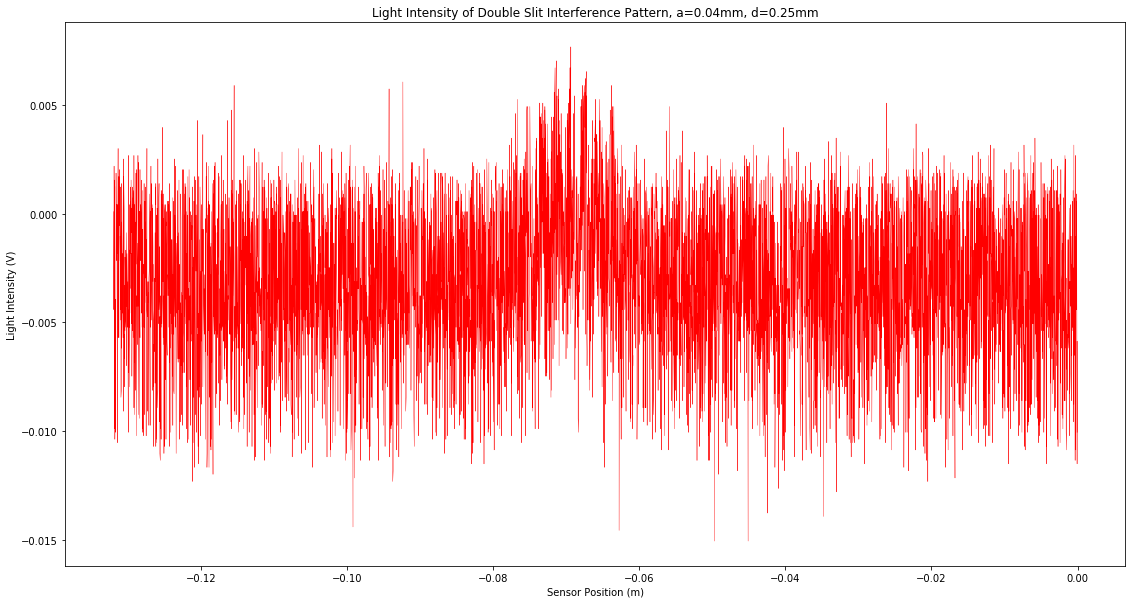 Light Intensity of Double Slit Interference Pattern, a=0.04mm, d=0.25mm
Light Intensity (V)
0.005
0.000
−0.005
−0.010
−0.015
−0.12 −0.10 −0.08 −0.06 −0.04 −0.02 0.00
Sensor Position (m)